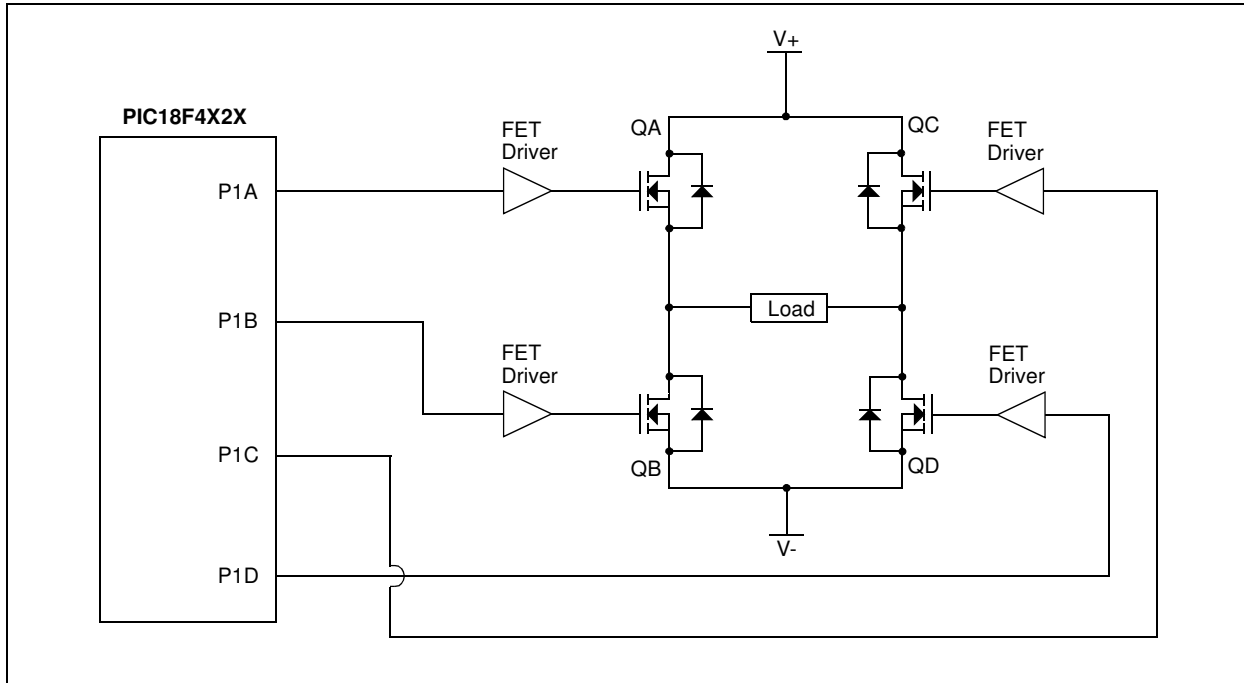 V+
PIC18F4X2X
FET
Driver
QA
QC
FET
Driver
P1A
Load
P1B
FET
Driver
FET
Driver
P1C
QB
QD
V-
P1D